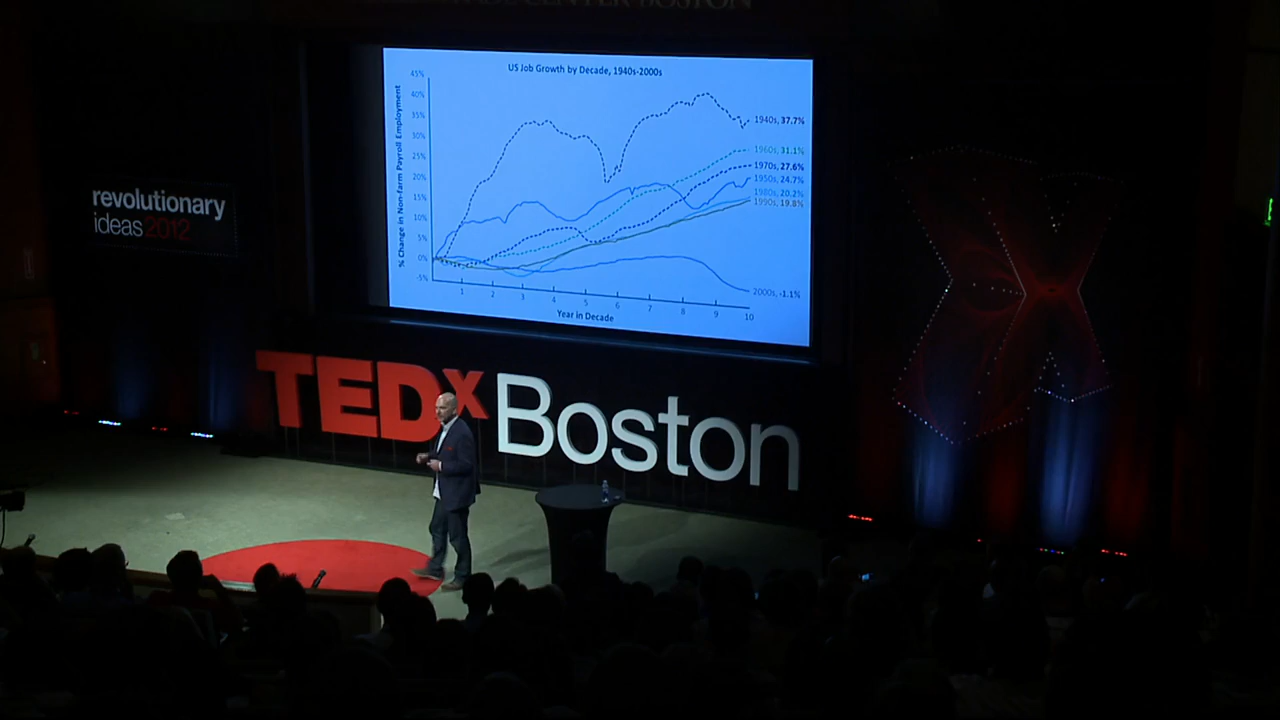 CENTER BOSTON
US Job Growth by Decade, 1940s-2000s
% Change in Non-farm Payroll Employment
45%
40%
35%
30%
25%
20%
15%
10%
5%
0%
-5%
1940s, 37.7%
1960s, 31.1%
1970s, 27.6%
1950s, 24.7%
1980s, 20.2%
1990s, 19.8%
2000s, -1.1%
1 2 3 4 5 6 7 8 9 10
Year in Decade
revolutionary
ideas 2012
TEDx Boston